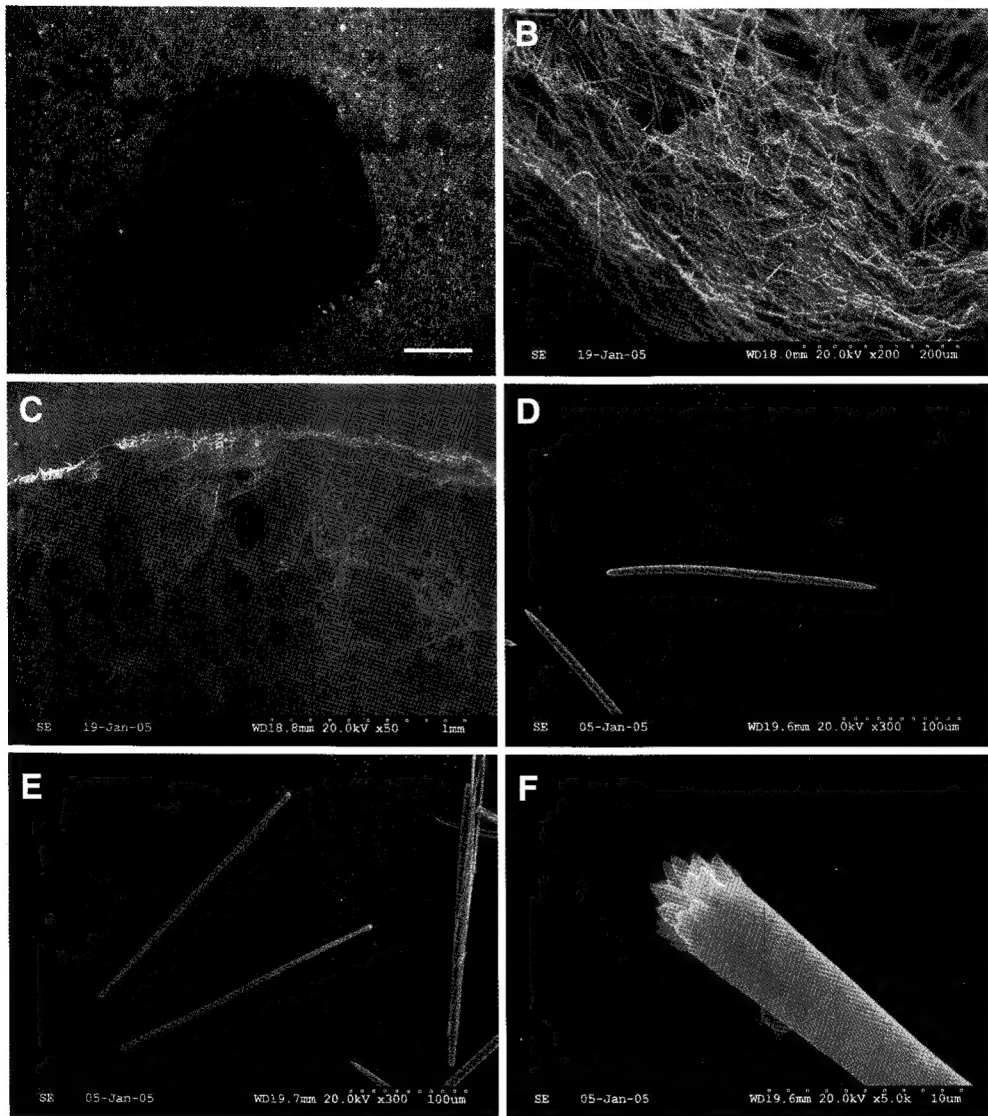 B
SE 19-Jan-05 WD18.0mm 20.0kV x200 200um
C
SE 19-Jan-05 WD18.8mm 20.0kV x50 1mm
D
SE 05-Jan-05 WD19.6mm 20.0kV x300 100um
E
SE 05-Jan-05 WD19.7mm 20.0kV x300 100um
F
SE 05-Jan-05 WD19.6mm 20.0kV x5.0k 10um